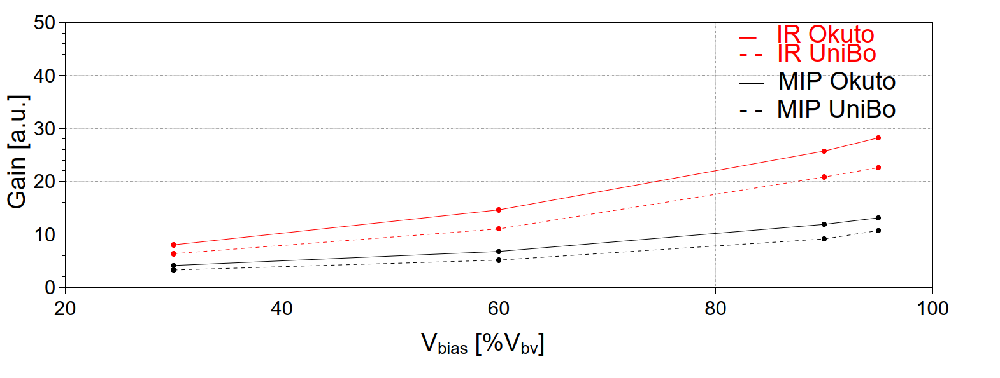 50
40
30
20
10
0
Gain [a.u.]
IR Okuto
IR UniBo
MIP Okuto
MIP UniBo
20 40 60 80 100
Vbias [%Vbv]